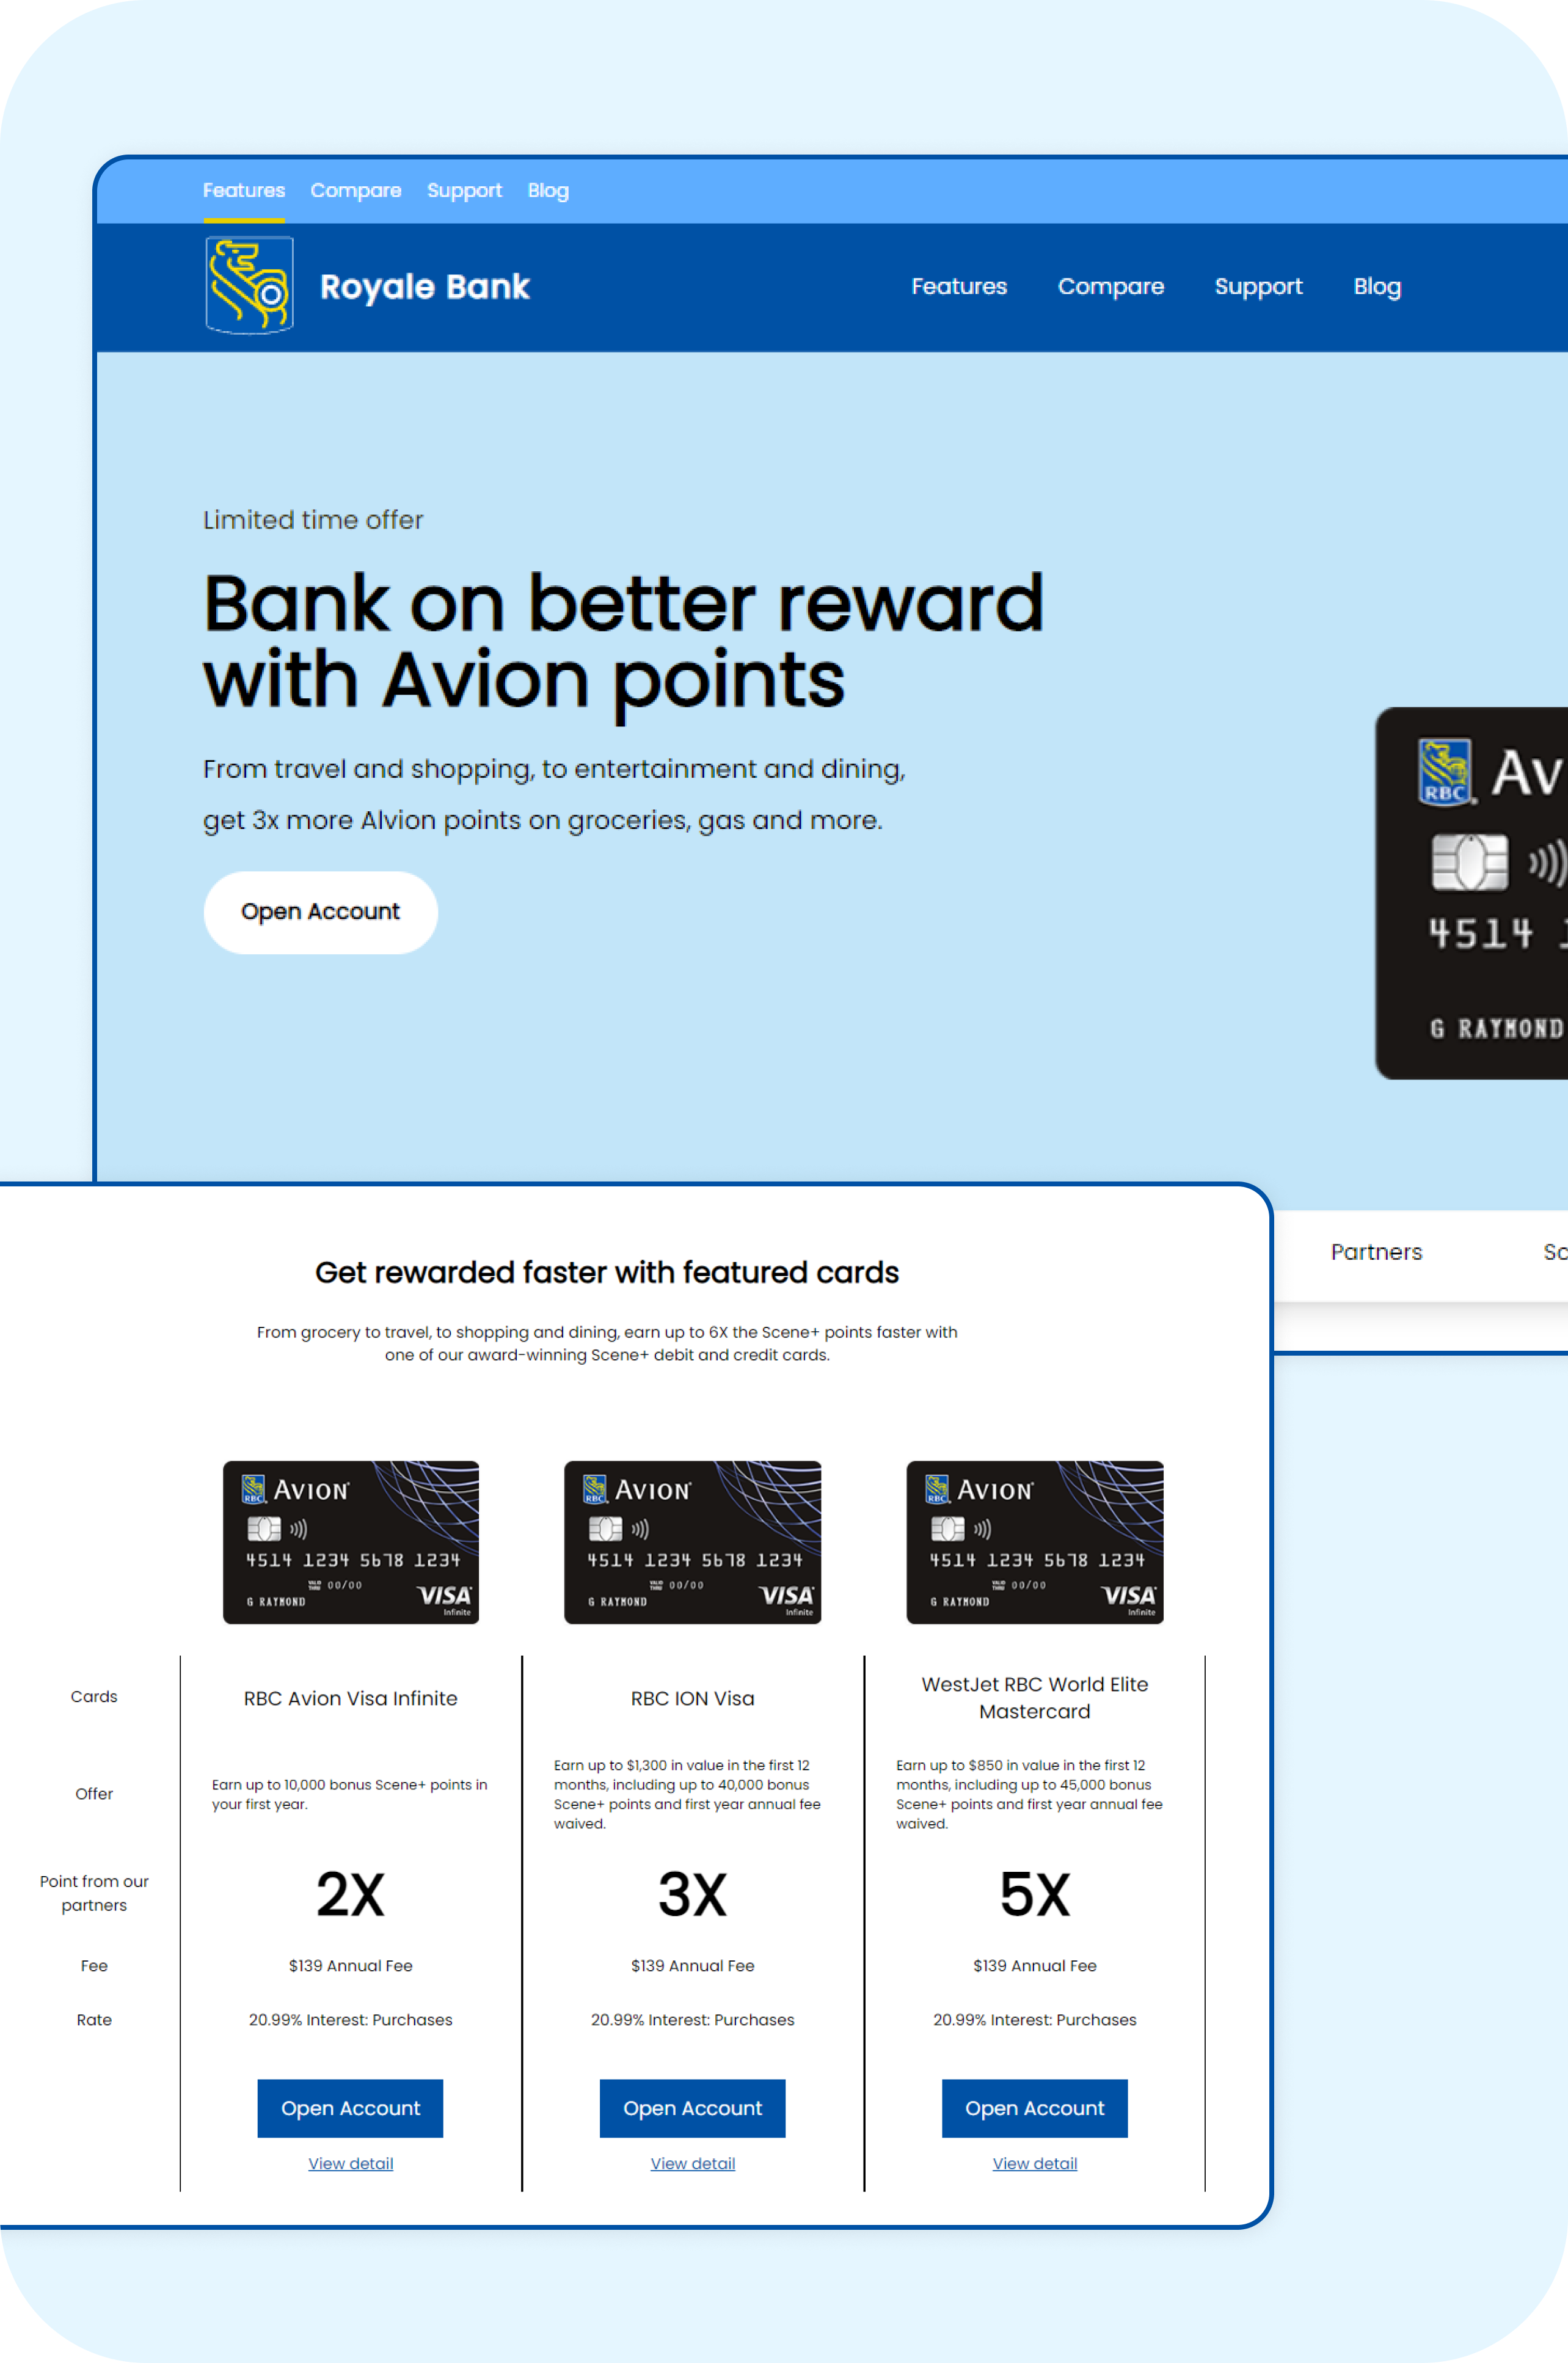 Features Compare Support Blog
Royale Bank
Features Compare Support Blog
Limited time offer
Bank on better reward
with Avion points
From travel and shopping, to entertainment and dining,
get 3x more Alvion points on groceries, gas and more.
Open Account
RBC
4514
G RAYMOND
Partners
Get rewarded faster with featured cards
From grocery to travel, to shopping and dining, earn up to 6X the Scene+ points faster with
one of our award-winning Scene+ debit and credit cards.
RBC AVION
4514 1234 5678 1234
VALID THRU 00/00
G RAYMOND
VISA
Infinite
RBC AVION
4514 1234 5678 1234
VALID THRU 00/00
G RAYMOND
VISA
Infinite
RBC AVION
4514 1234 5678 1234
VALID THRU 00/00
G RAYMOND
VISA
Infinite
Cards
RBC Avion Visa Infinite
RBC ION Visa
WestJet RBC World Elite
Mastercard
Offer
Earn up to 10,000 bonus Scene+ points in
your first year.
Earn up to $1,300 in value in the first 12
months, including up to 40,000 bonus
Scene+ points and first year annual fee
waived.
Earn up to $850 in value in the first 12
months, including up to 45,000 bonus
Scene+ points and first year annual fee
waived.
Point from our
partners
2X
3X
5X
Fee
$139 Annual Fee
$139 Annual Fee
$139 Annual Fee
Rate
20.99% Interest: Purchases
20.99% Interest: Purchases
20.99% Interest: Purchases
Open Account
Open Account
Open Account
View detail
View detail
View detail